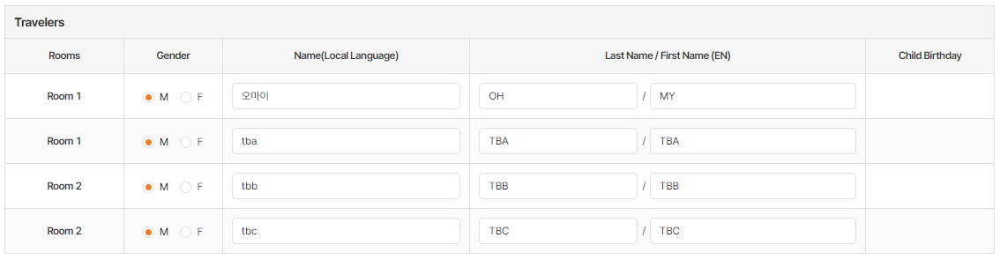 Travelers
Rooms Gender Name(Local Language) Last Name / First Name (EN) Child Birthday
Room 1 M F 오마이 OH / MY
Room 1 M F tba TBA / TBA
Room 2 M F tbb TBB / TBB
Room 2 M F tbc TBC / TBC